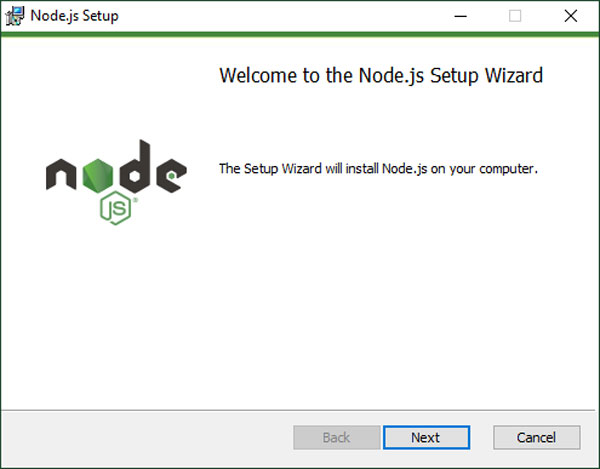 Node.js Setup
Welcome to the Node.js Setup Wizard
The Setup Wizard will install Node.js on your computer.
node
JS®
Back
Next
Cancel